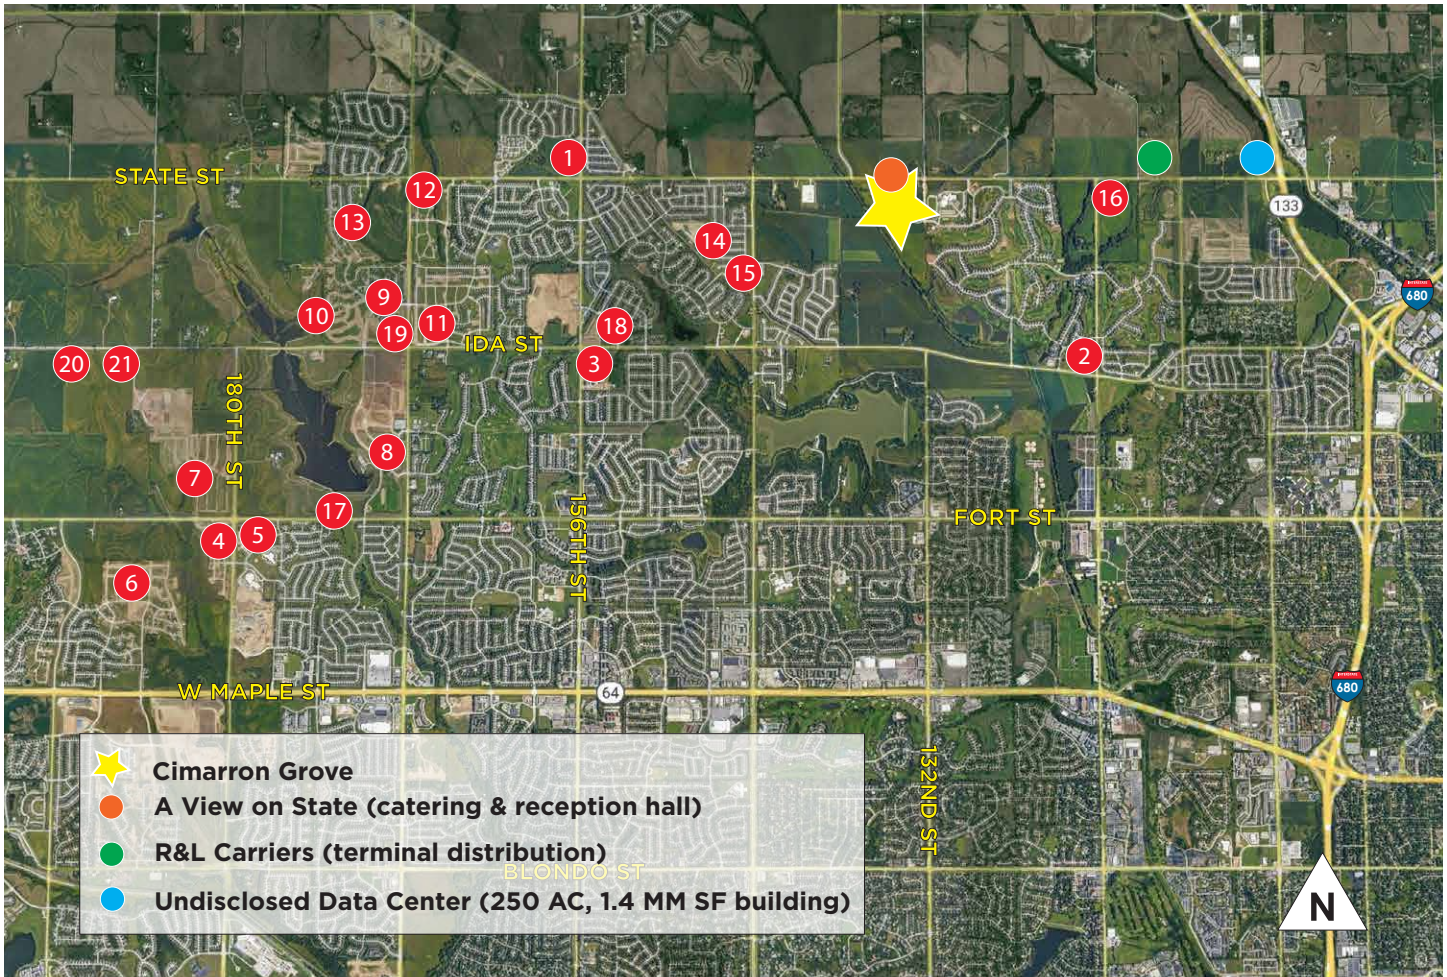 1
STATE ST
12
16
133
13
14
15
680
9
10
11
18
19
IDA ST
2
20
21
3
180TH ST
8
7
156TH ST
17
FORT ST
4
5
6
W MAPLE ST
64
680
132ND ST
Cimarron Grove
A View on State (catering & reception hall)
R&L Carriers (terminal distribution)
BLONDO ST
Undisclosed Data Center (250 AC, 1.4 MM SF building)
N